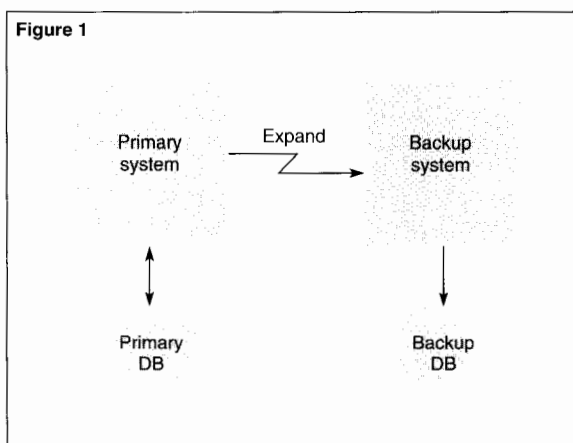 Figure 1
Primary
system
Expand
Backup
system
Primary
DB
Backup
DB